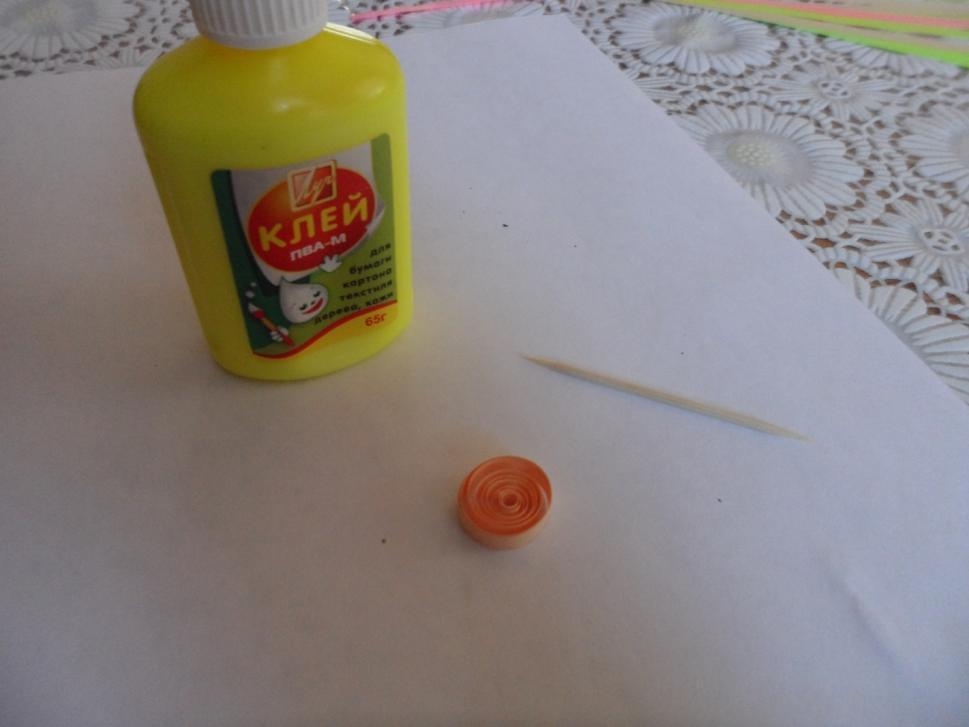 Луч
КЛЕЙ
ПВА-М
для
бумаги
картона
текстиля
дерева, кожи
65г